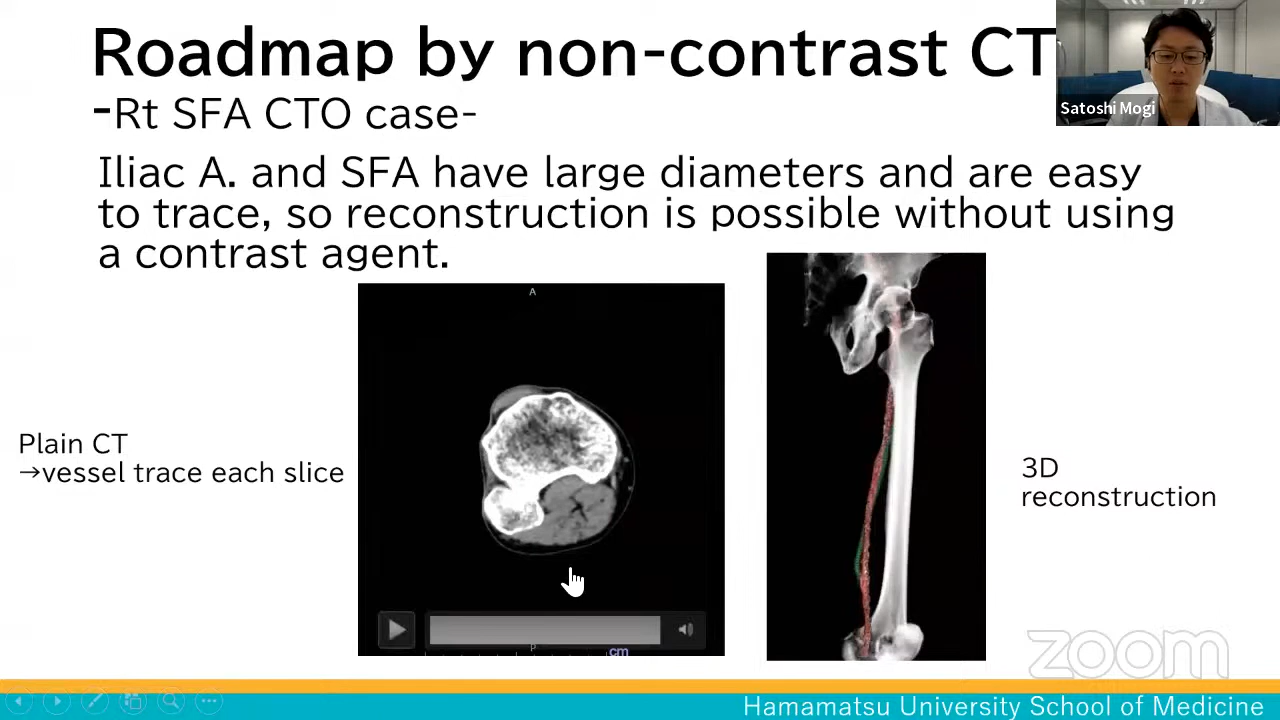 Roadmap by non-contrast CT
-Rt SFA CTO case-
Satoshi Mogi
Iliac A. and SFA have large diameters and are easy
to trace, so reconstruction is possible without using
a contrast agent.
A
Plain CT
→vessel trace each slice
3D
reconstruction
P
cm
zoom
Hamamatsu University School of Medicine